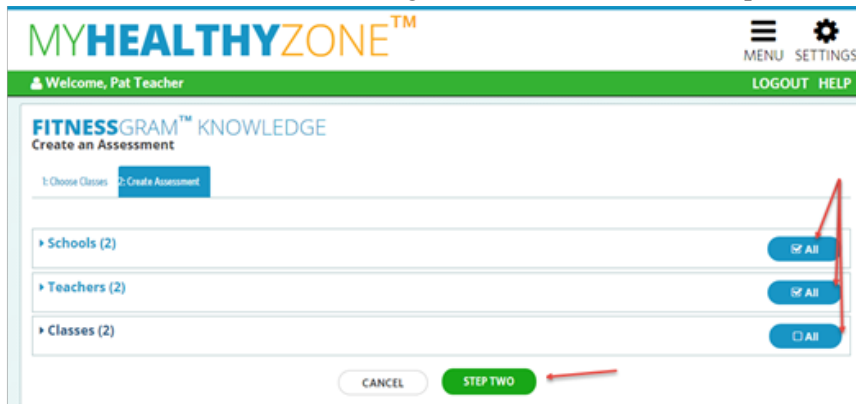 MYHEALTHYZONE™
MENU SETTINGS
Welcome, Pat Teacher
LOGOUT HELP
FITNESSGRAM™ KNOWLEDGE
Create an Assessment
1: Choose Classes 2: Create Assessment
Schools (2) All
Teachers (2) All
Classes (2) All
CANCEL STEP TWO